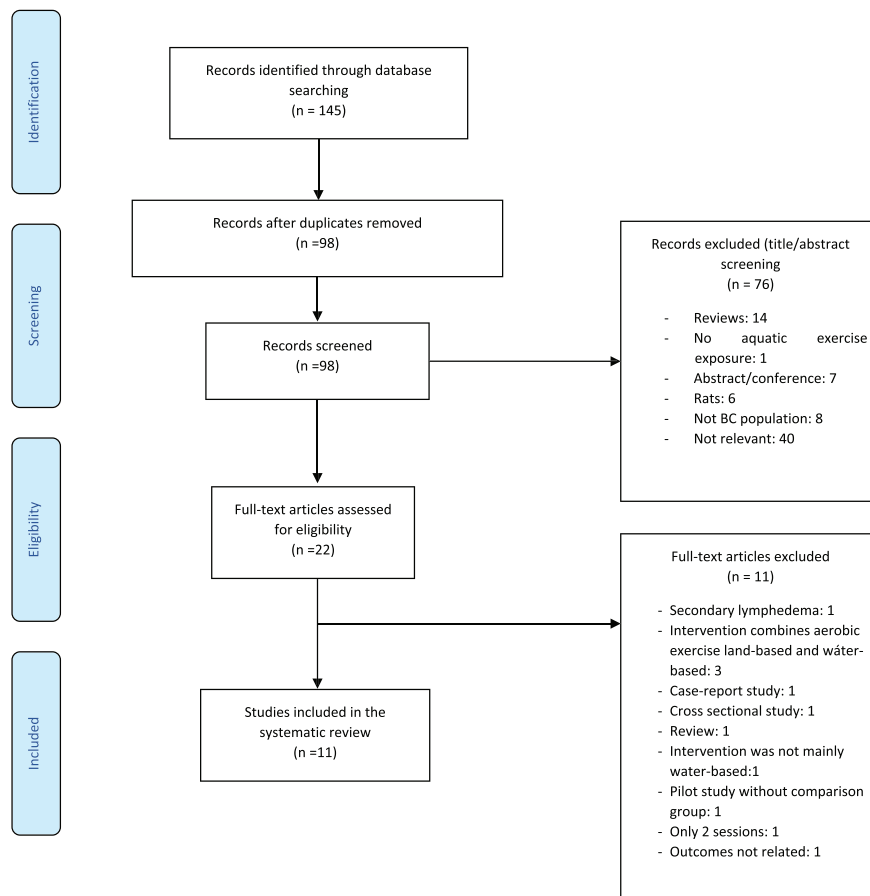 Identification
Records identified through database
searching
(n = 145)
Records after duplicates removed
(n =98)
Screening
Records screened
(n =98)
Records excluded (title/abstract
screening
(n = 76)
- Reviews: 14
- No aquatic exercise
exposure: 1
- Abstract/conference: 7
- Rats: 6
- Not BC population: 8
- Not relevant: 40
Eligibility
Full-text articles assessed
for eligibility
(n =22)
Full-text articles excluded
(n = 11)
- Secondary lymphedema: 1
- Intervention combines aerobic
exercise land-based and wáter-
based: 3
- Case-report study: 1
- Cross sectional study: 1
- Review: 1
- Intervention was not mainly
water-based:1
- Pilot study without comparison
group: 1
- Only 2 sessions: 1
- Outcomes not related: 1
Included
Studies included in the
systematic review
(n =11)